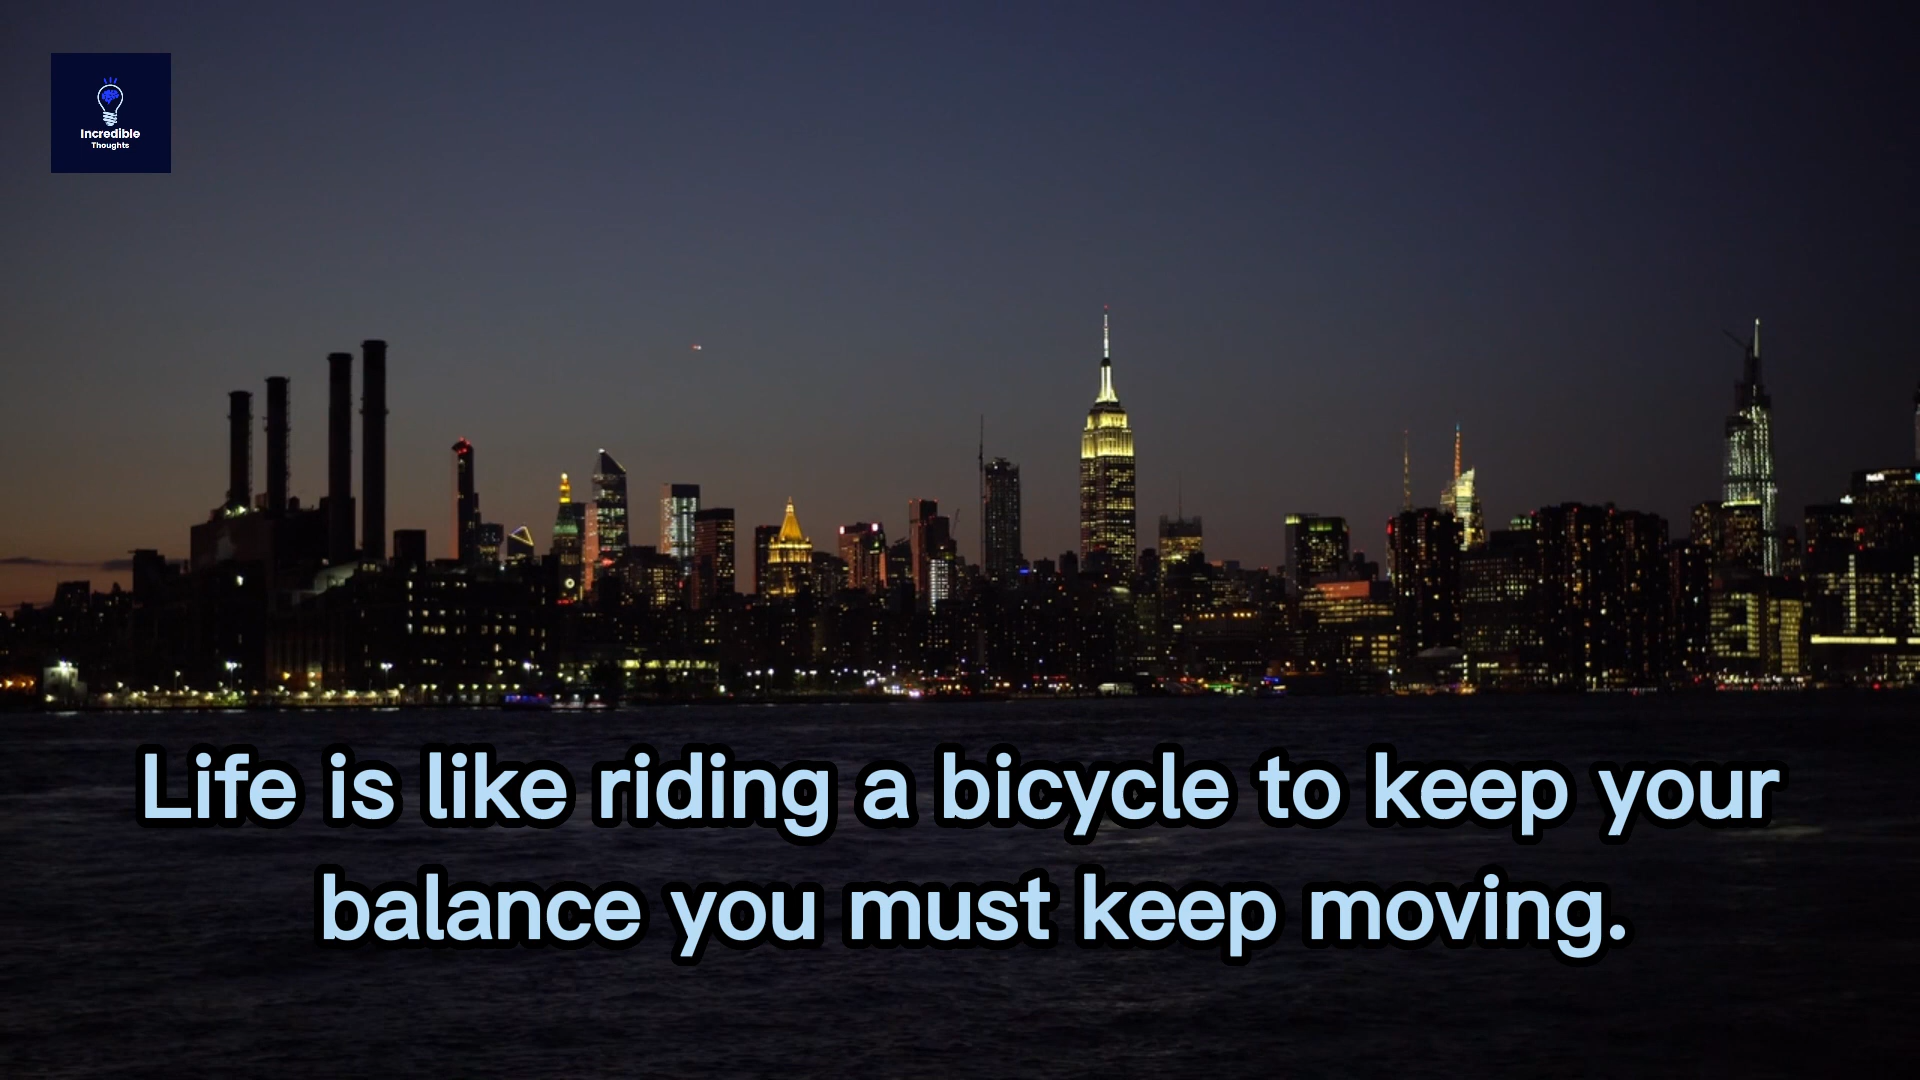 Incredible
Thoughts
Life is like riding a bicycle to keep your
balance you must keep moving.